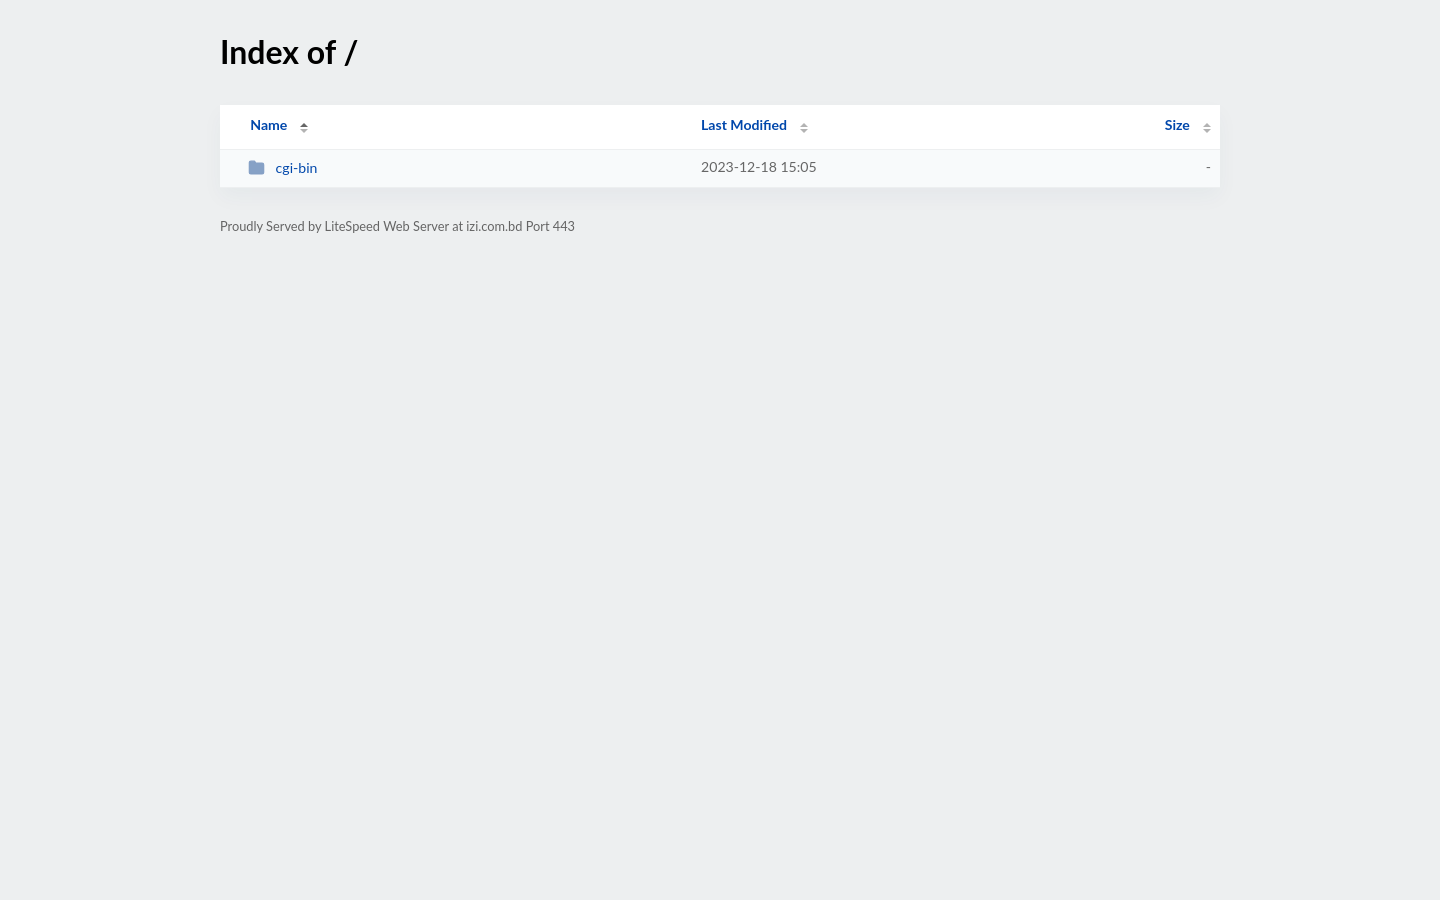 Index of /
Name Last Modified Size
cgi-bin 2023-12-18 15:05 -
Proudly Served by LiteSpeed Web Server at izi.com.bd Port 443